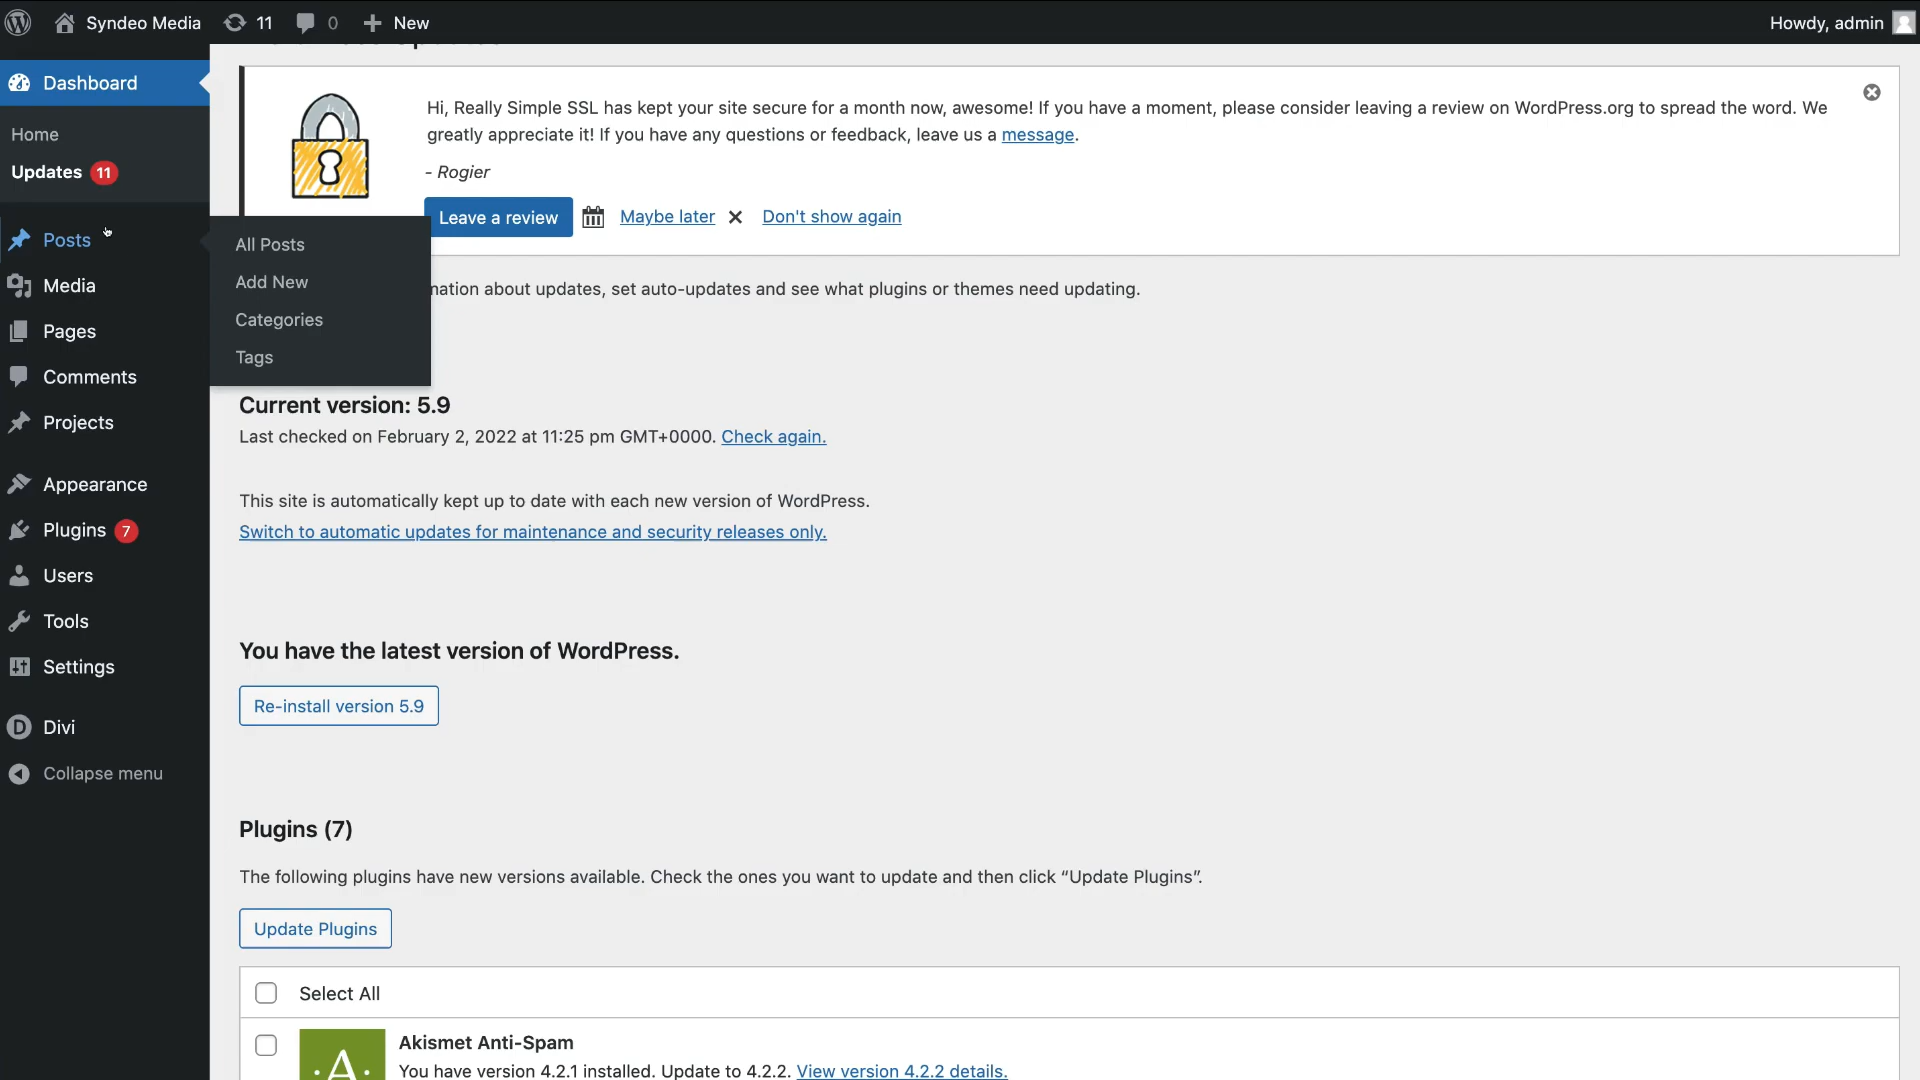 Syndeo Media 11 0 New Howdy, admin
Dashboard
Home
Updates 11
Posts
Media
Pages
Comments
Projects
Appearance
Plugins 7
Users
Tools
Settings
D Divi
Collapse menu
All Posts
Add New
Categories
Tags
Hi, Really Simple SSL has kept your site secure for a month now, awesome! If you have a moment, please consider leaving a review on WordPress.org to spread the word. We
greatly appreciate it! If you have any questions or feedback, leave us a message.
- Rogier
Leave a review Maybe later Don't show again
about updates, set auto-updates and see what plugins or themes need updating.
Current version: 5.9
Last checked on February 2, 2022 at 11:25 pm GMT+0000. Check again.
This site is automatically kept up to date with each new version of WordPress.
Switch to automatic updates for maintenance and security releases only.
You have the latest version of WordPress.
Re-install version 5.9
Plugins (7)
The following plugins have new versions available. Check the ones you want to update and then click “Update Plugins”.
Update Plugins
Select All
A
Akismet Anti-Spam
You have version 4.2.1 installed. Update to 4.2.2. View version 4.2.2 details.